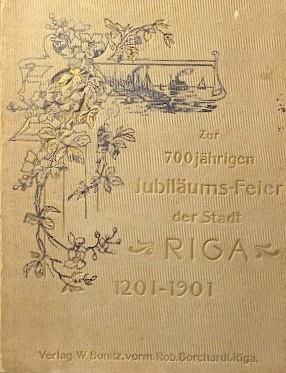 Zur
700jährigen
Jubiläums-Feier
der Stadt
RIGA
1201-1901
Verlag W. Bonitz, vorm. Rob. Borchardt, Riga.